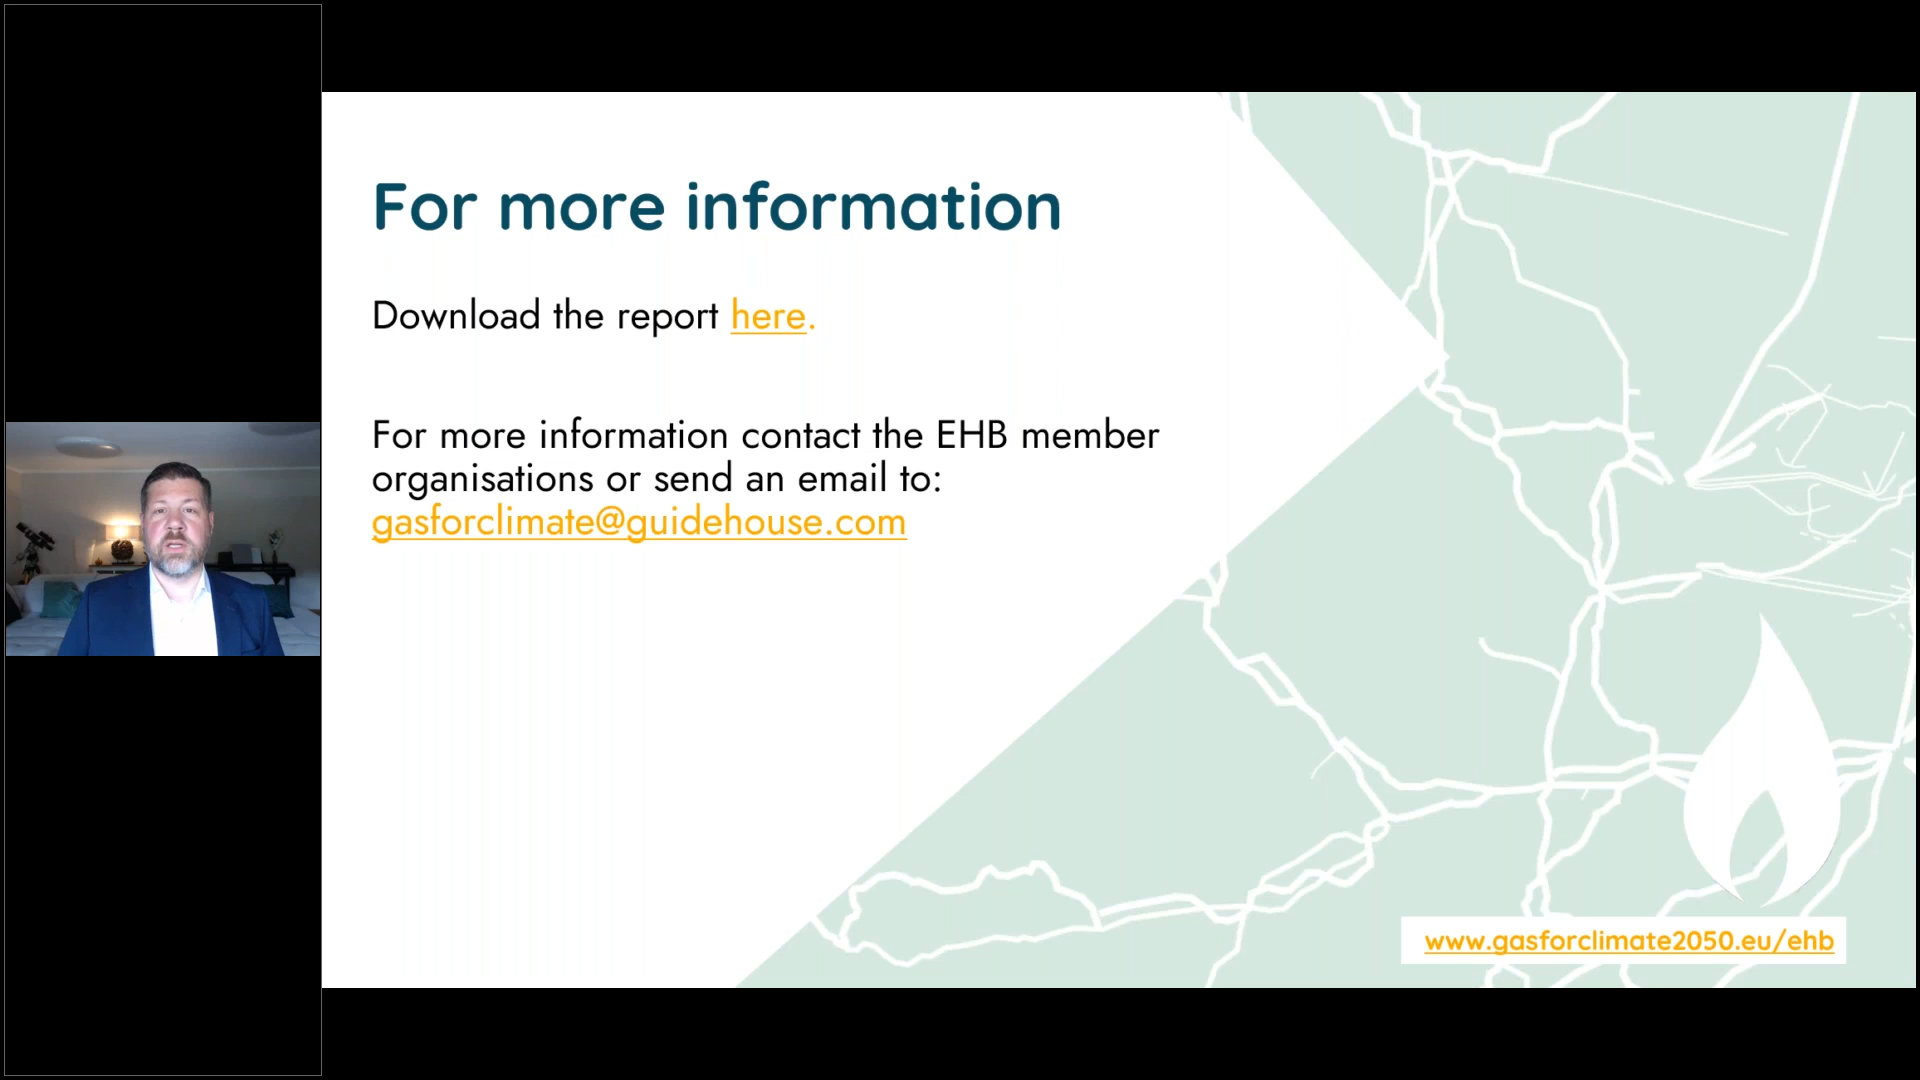 For more information
Download the report here.
For more information contact the EHB member
organisations or send an email to:
gasforclimate@guidehouse.com
www.gasforclimate2050.eu/ehb